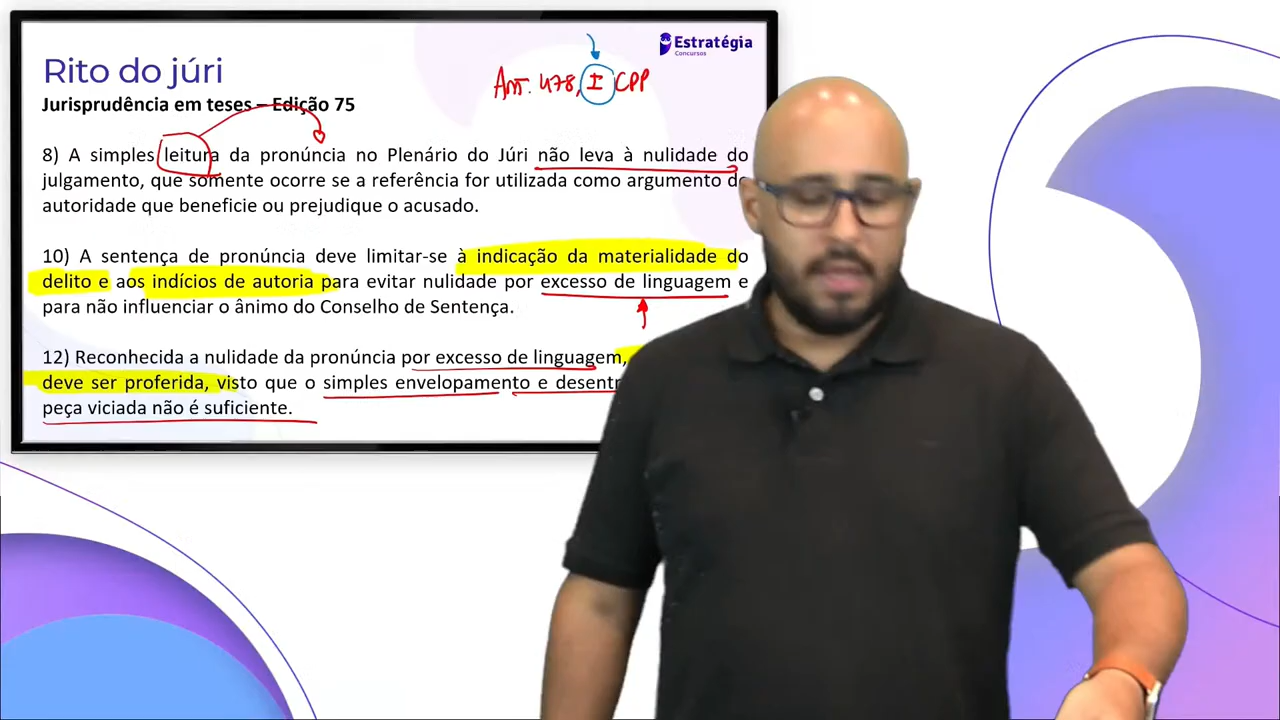 Estratégia
Concursos
Rito do júri
Art. 478, I CPP
Jurisprudência em teses – Edição 75
8) A simples leitura da pronúncia no Plenário do Júri não leva à nulidade do
julgamento, que somente ocorre se a referência for utilizada como argumento de
autoridade que beneficie ou prejudique o acusado.
10) A sentença de pronúncia deve limitar-se à indicação da materialidade do
delito e aos indícios de autoria para evitar nulidade por excesso de linguagem e
para não influenciar o ânimo do Conselho de Sentença.
12) Reconhecida a nulidade da pronúncia por excesso de linguagem,
deve ser proferida, visto que o simples envelopamento e desentr
peça viciada não é suficiente.